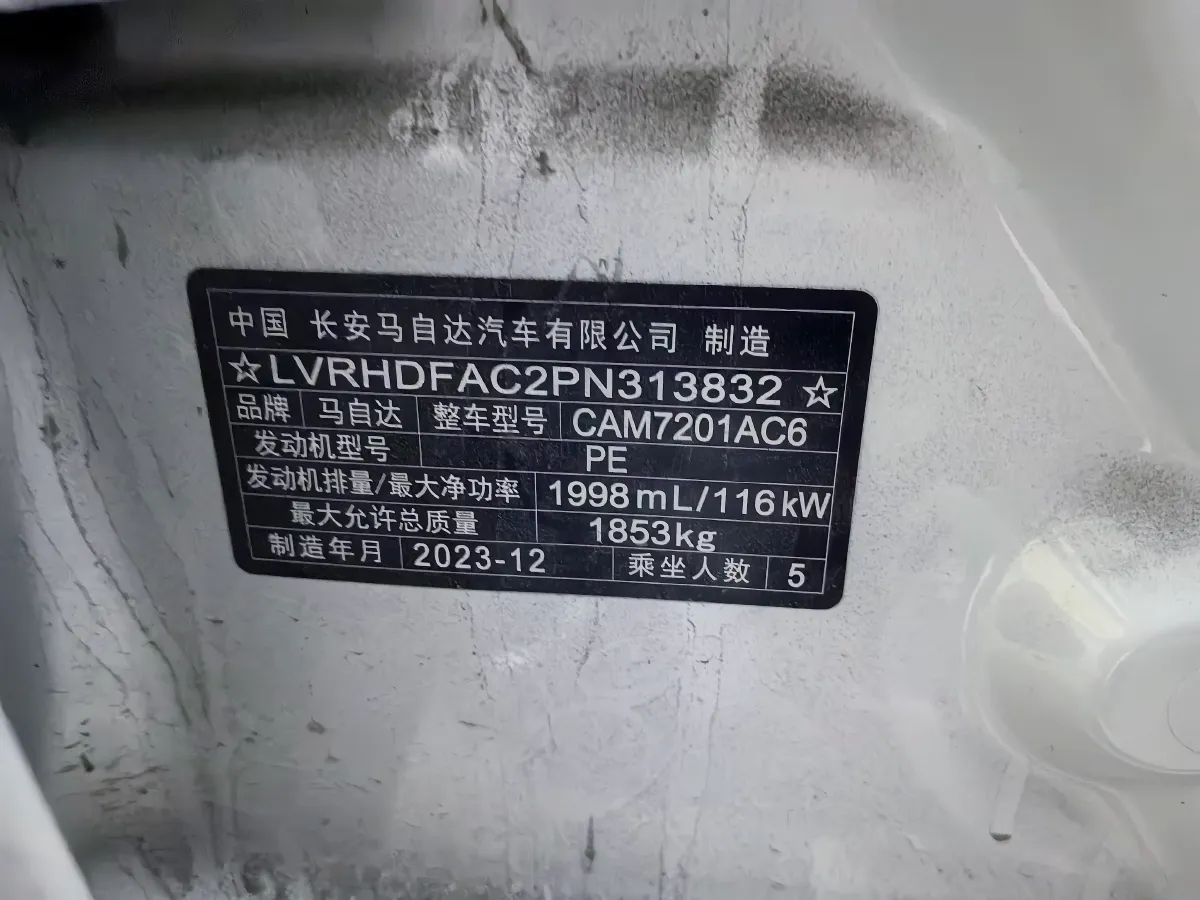 中国 长安马自达汽车有限公司 制造
☆LVRHDFAC2PN313832☆
品牌 马自达 整车型号 CAM7201AC6
发动机型号 PE
发动机排量/最大净功率 1998mL/116kW
最大允许总质量 1853kg
制造年月 2023-12 乘坐人数 5